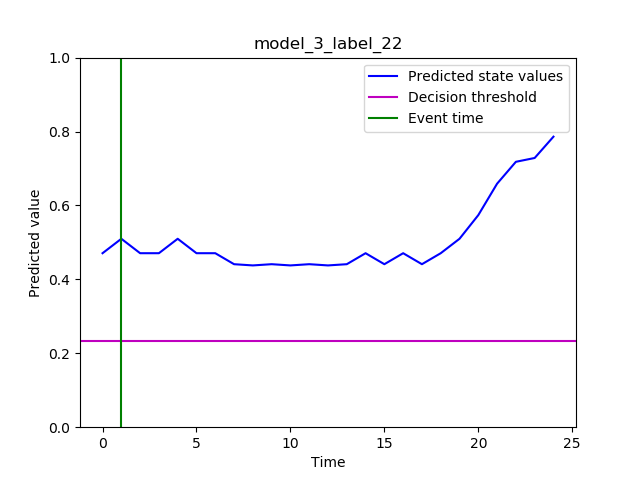 model_3_label_22
1.0
0.8
0.6
0.4
0.2
0.0
Predicted value
Predicted state values
Decision threshold
Event time
0 5 10 15 20 25
Time